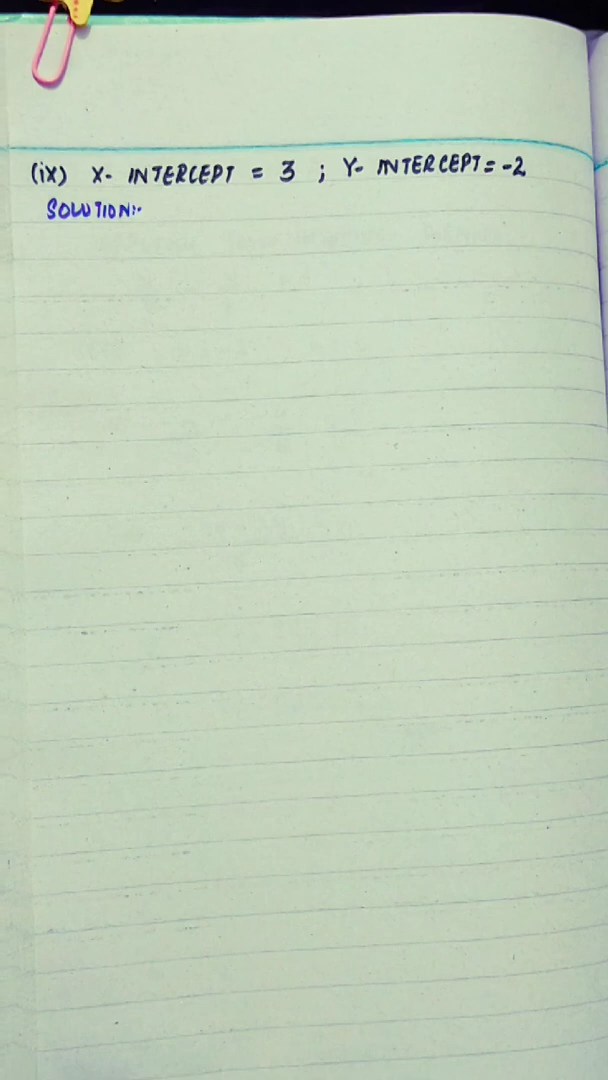 (ix) X- INTERCEPT = 3 ; Y- INTERCEPT = -2
SOLUTION:-